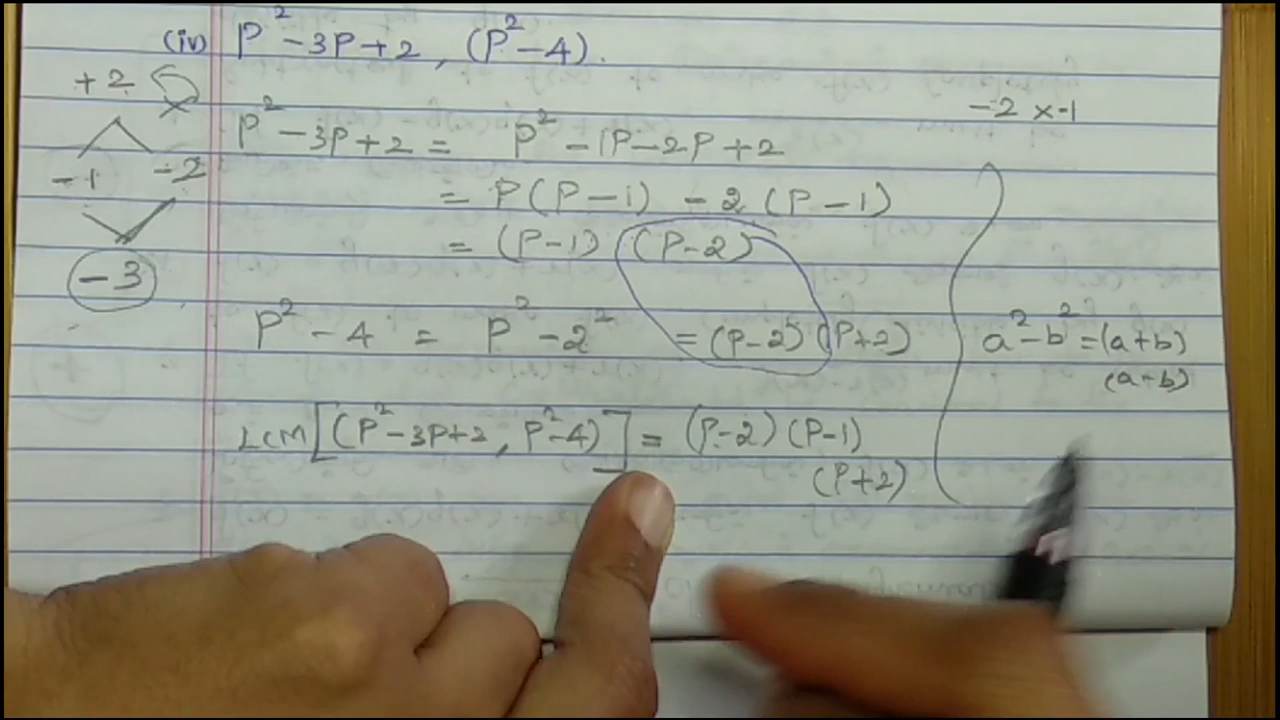 (iv) P² - 3P + 2 , (P² - 4).
+2
-1 -2
-3
P² - 3P + 2 = P² - 1P - 2P + 2
= P(P - 1) - 2(P - 1)
= (P - 1) (P - 2)
P² - 4 = P² - 2² = (P - 2)(P + 2)
LCM[(P² - 3P + 2 , P² - 4)] = (P - 2)(P - 1)
(P + 2)
-2 x -1
a² - b² = (a + b)
(a - b)